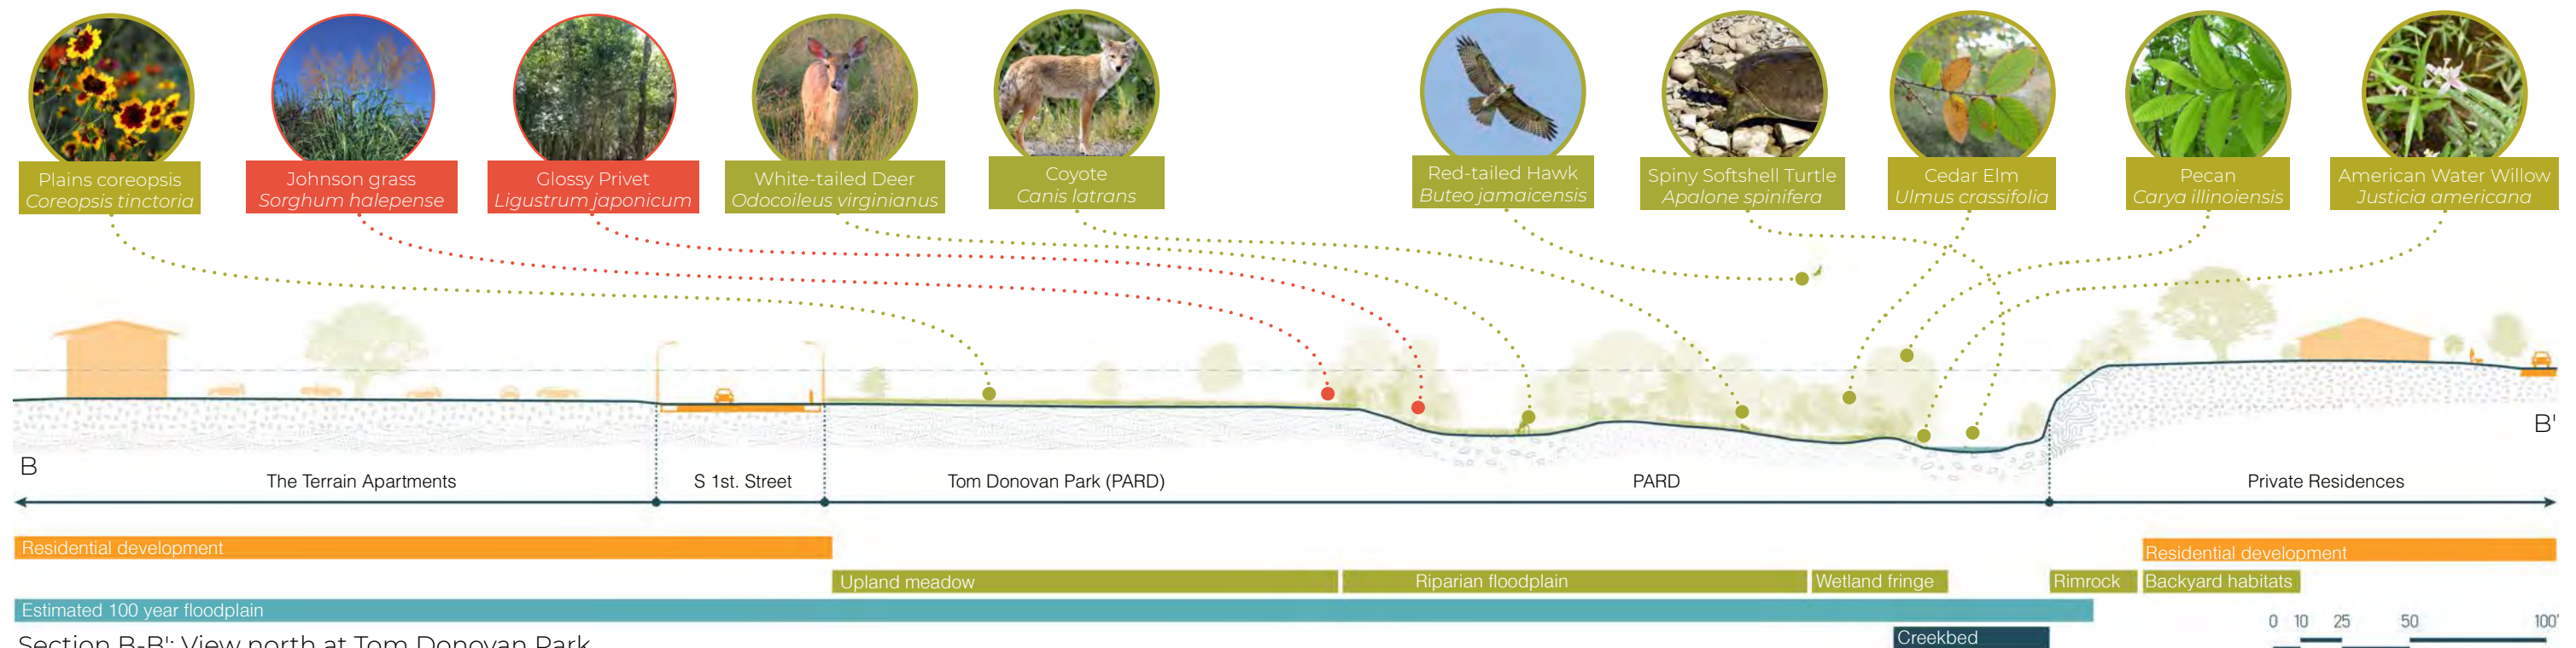 Plains coreopsis
Coreopsis tinctoria
Johnson grass
Sorghum halepense
Glossy Privet
Ligustrum japonicum
White-tailed Deer
Odocoileus virginianus
Coyote
Canis latrans
Red-tailed Hawk
Buteo jamaicensis
Spiny Softshell Turtle
Apalone spinifera
Cedar Elm
Ulmus crassifolia
Pecan
Carya illinoiensis
American Water Willow
Justicia americana
B
B'
The Terrain Apartments
S 1st. Street
Tom Donovan Park (PARD)
PARD
Private Residences
Residential development
Residential development
Upland meadow
Riparian floodplain
Wetland fringe
Rimrock
Backyard habitats
Estimated 100 year floodplain
0 10 25 50 100'
Creekbed
Section B-B': View north at Tom Donovan Park